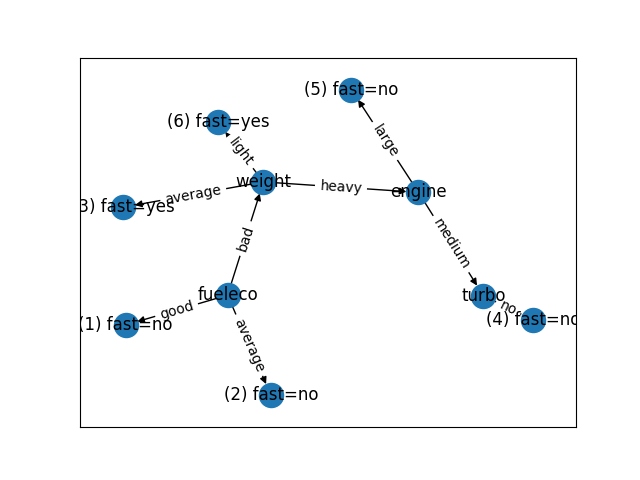 (5) fast=no
(6) fast=yes
large
light
weight
heavy
engine
average
3) fast=yes
bad
medium
fueleco
turbo
good
no
(1) fast=no
(4) fast=no
average
(2) fast=no